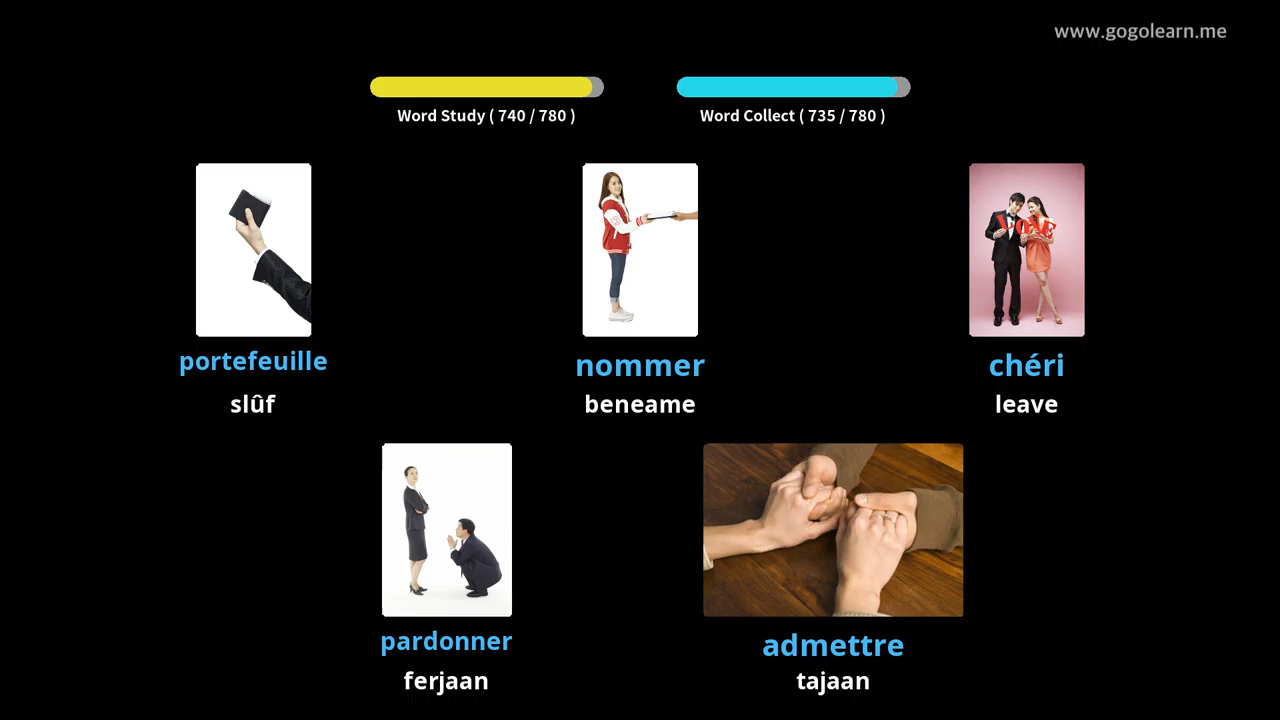 www.gogolearn.me
Word Study ( 740 / 780 )
Word Collect ( 735 / 780 )
LOVE
portefeuille
slûf
nommer
beneame
chéri
leave
pardonner
ferjaan
admettre
tajaan